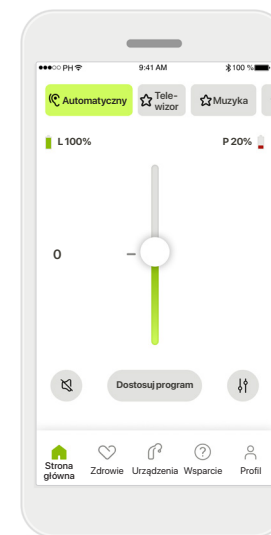 PH 9:41 AM 100 %
Automatyczny
Tele-
wizor
Muzyka
L 100% P 20%
0
Dostosuj program
Strona
główna
Zdrowie Urządzenia Wsparcie Profil